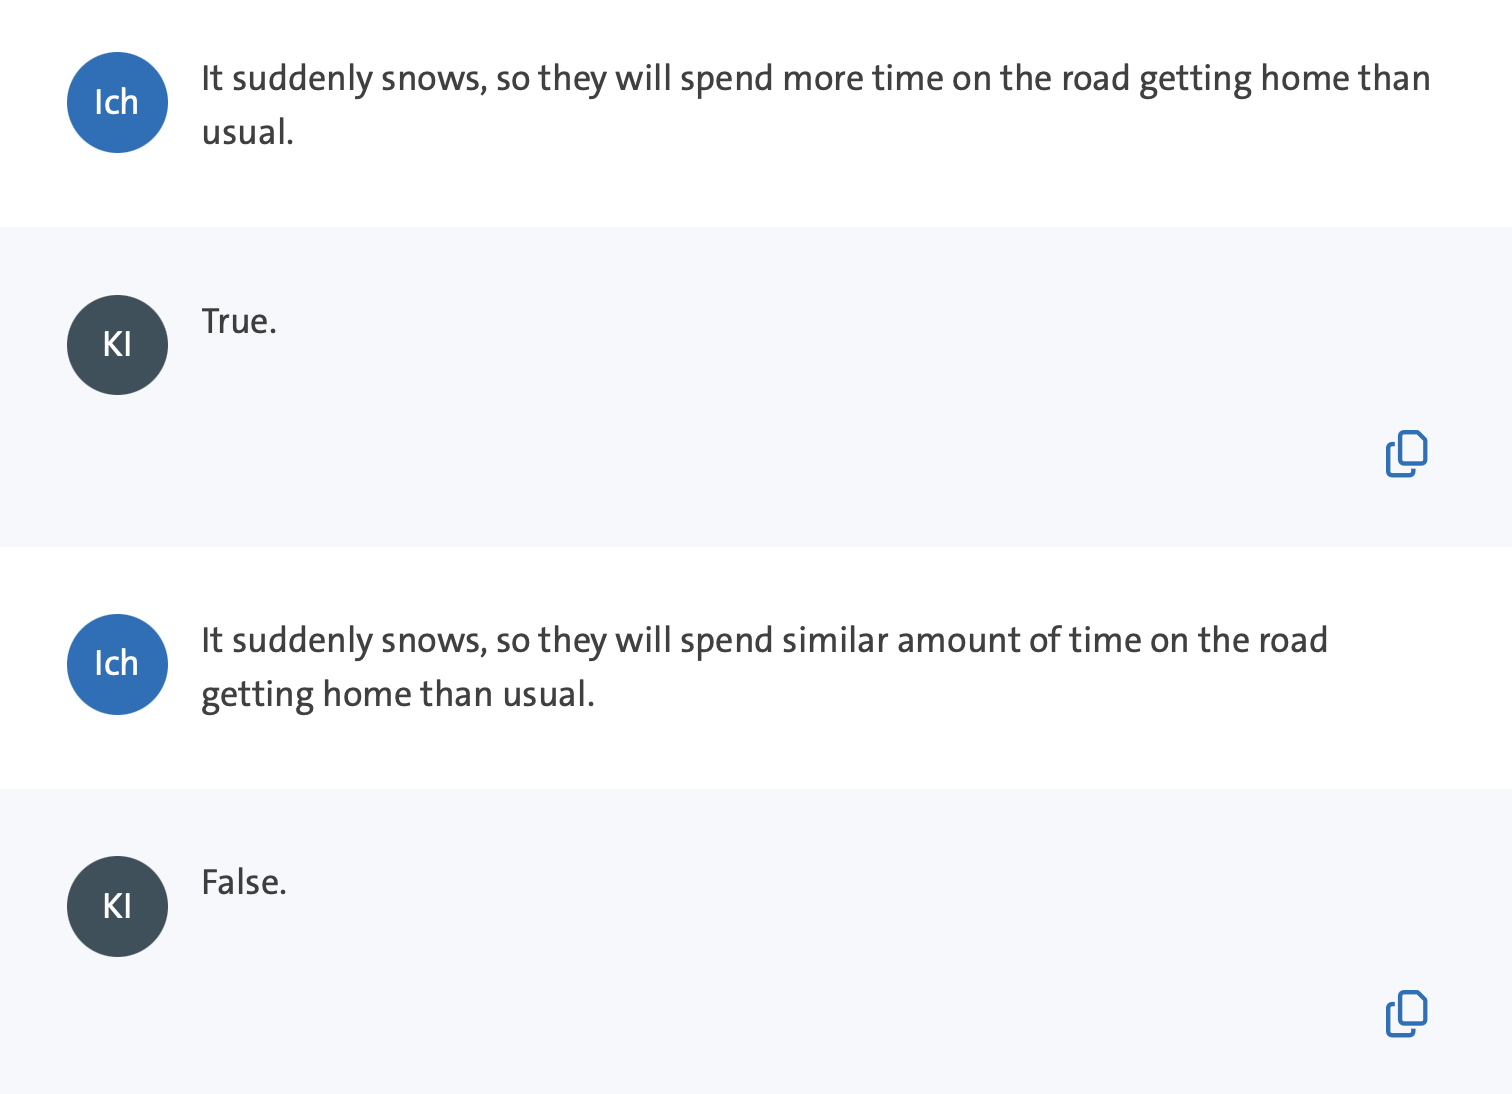 Ich
It suddenly snows, so they will spend more time on the road getting home than
usual.
KI
True.
Ich
It suddenly snows, so they will spend similar amount of time on the road
getting home than usual.
KI
False.